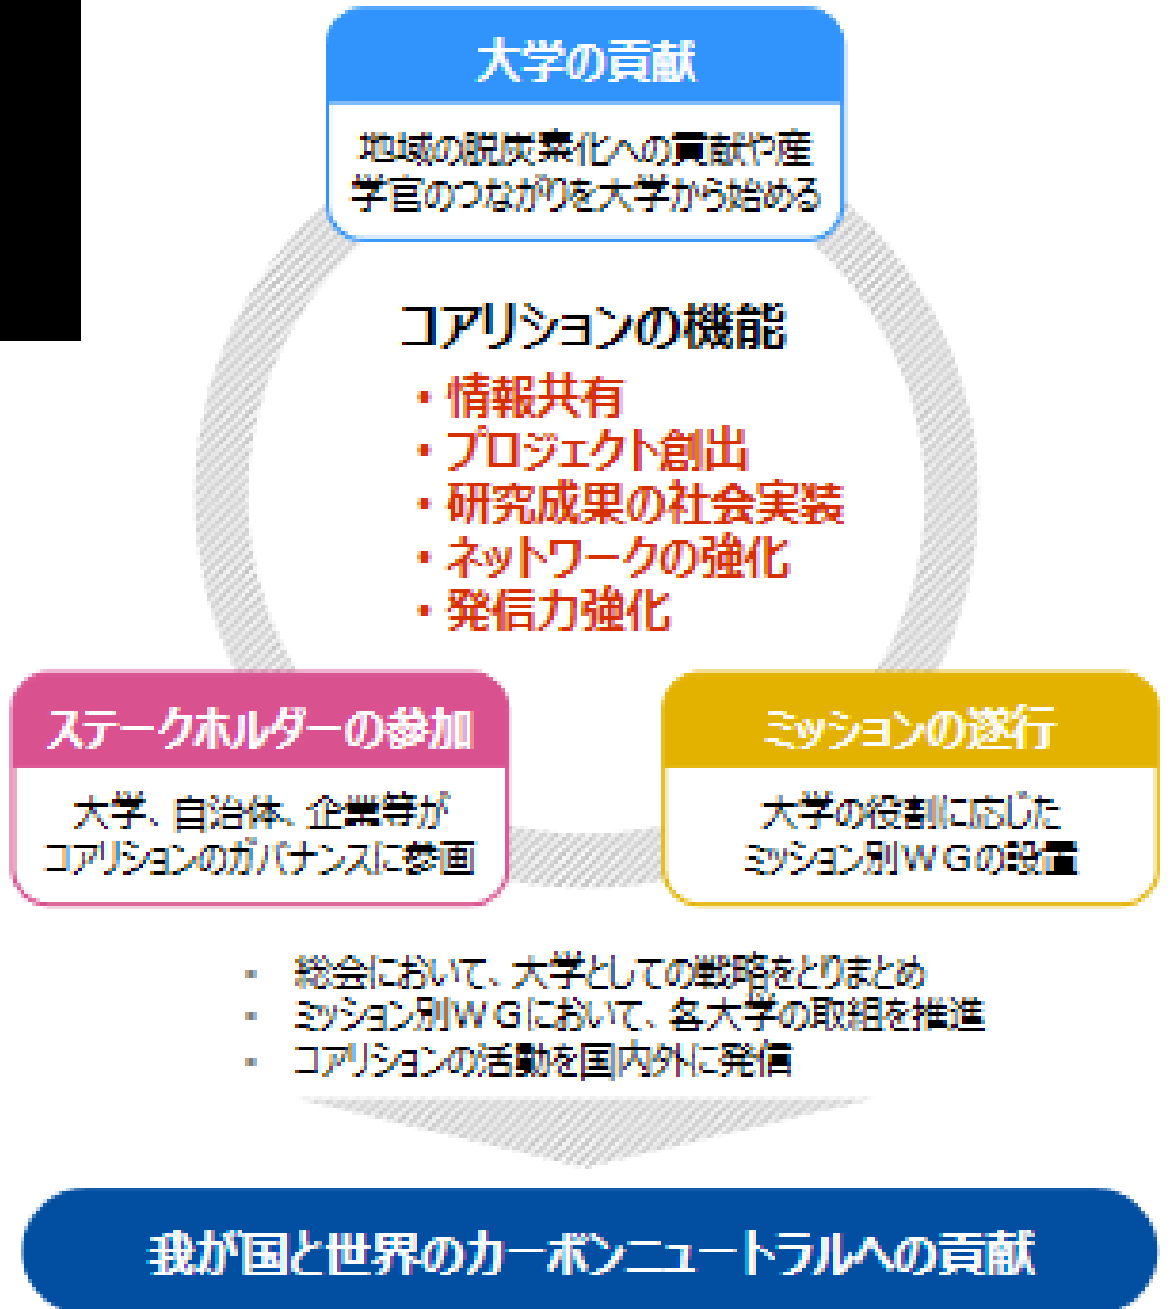 大学の貢献
地域の脱炭素化への貢献や産
学官のつながりを大学から始める
コアリションの機能
・情報共有
・プロジェクト創出
・研究成果の社会実装
・ネットワークの強化
・発信力強化
ステークホルダーの参加
大学、自治体、企業等が
コアリションのガバナンスに参画
ミッションの遂行
大学の役割に応じた
ミッション別WGの設置
・ 総会において、大学としての戦略をとりまとめ
・ ミッション別WGにおいて、各大学の取組を推進
・ コアリションの活動を国内外に発信
我が国と世界のカーボンニュートラルへの貢献